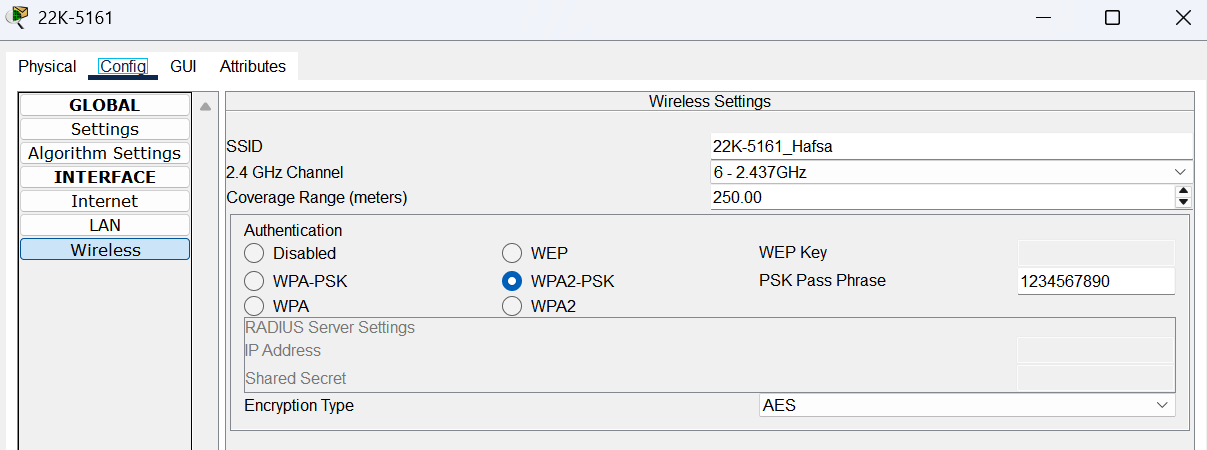 22K-5161
Physical Config GUI Attributes
GLOBAL
Settings
Algorithm Settings
INTERFACE
Internet
LAN
Wireless
Wireless Settings
SSID 22K-5161_Hafsa
2.4 GHz Channel 6 - 2.437GHz
Coverage Range (meters) 250.00
Authentication
Disabled WEP WEP Key
WPA-PSK WPA2-PSK PSK Pass Phrase 1234567890
WPA WPA2
RADIUS Server Settings
IP Address
Shared Secret
Encryption Type AES